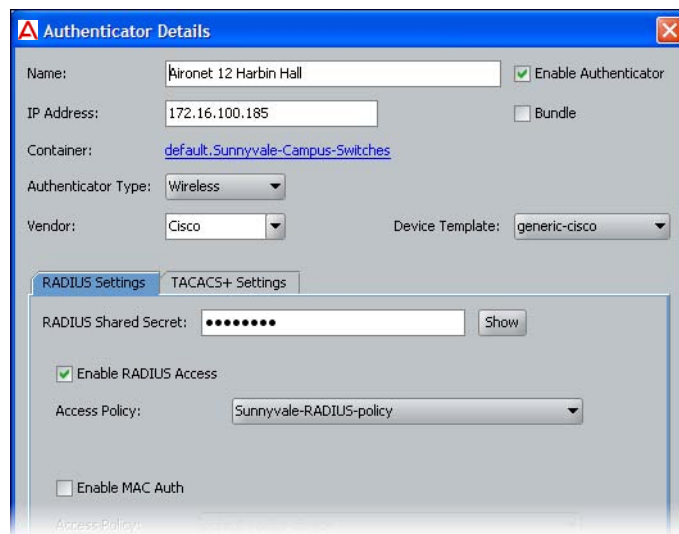 Authenticator Details
Name: Aironet 12 Harbin Hall Enable Authenticator
IP Address: 172.16.100.185 Bundle
Container: default.Sunnyvale-Campus-Switches
Authenticator Type: Wireless
Vendor: Cisco Device Template: generic-cisco
RADIUS Settings TACACS+ Settings
RADIUS Shared Secret: •••••••• Show
Enable RADIUS Access
Access Policy: Sunnyvale-RADIUS-policy
Enable MAC Auth
Access Policy: